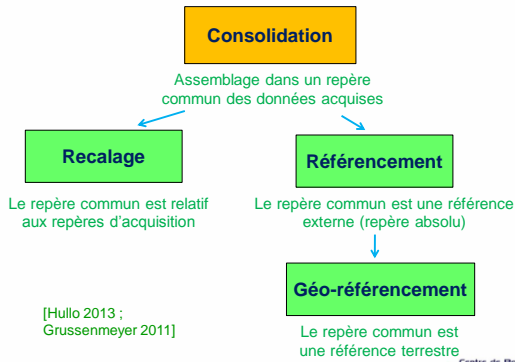 Consolidation
Assemblage dans un repère
commun des données acquises
Recalage
Référencement
Le repère commun est relatif
aux repères d'acquisition
Le repère commun est une référence
externe (repère absolu)
Géo-référencement
[Hullo 2013 ;
Grussenmeyer 2011]
Le repère commun est
une référence terrestre
Centre de